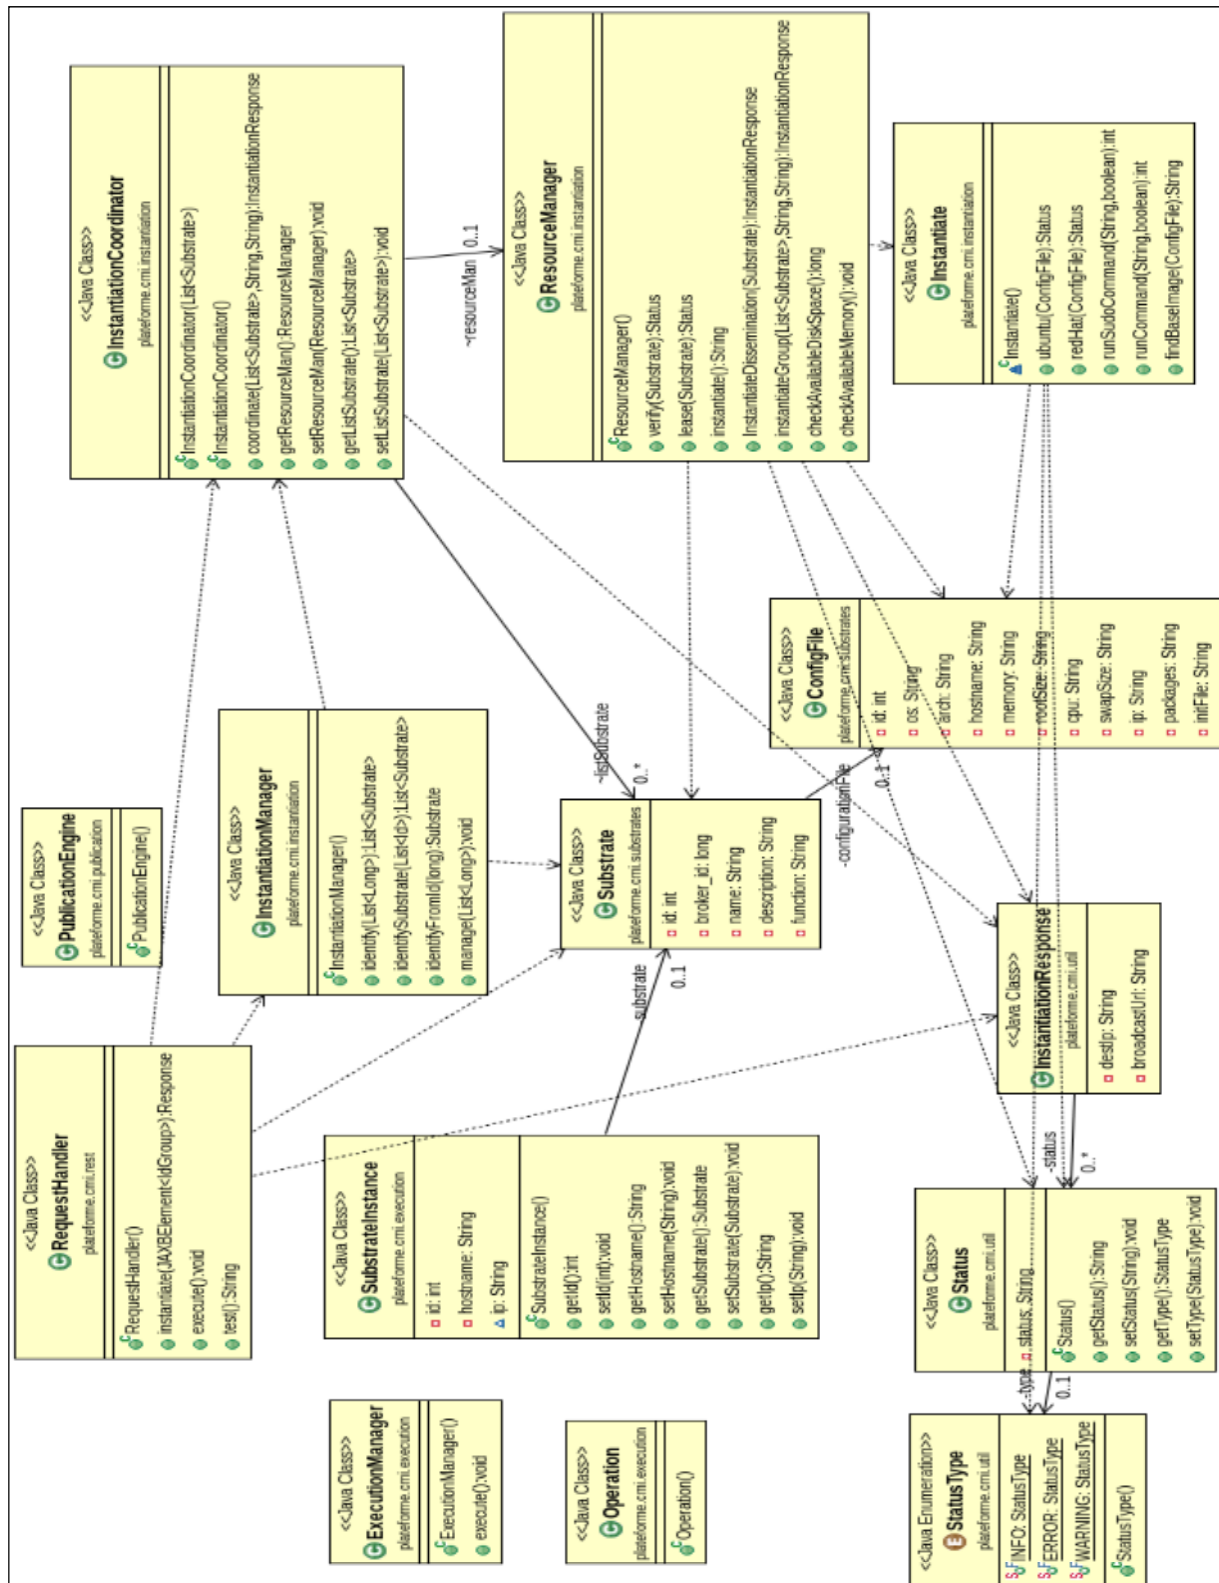 <<Java Class>>
InstantiationCoordinator
plateforme.cmi.instantiation
InstantiationCoordinator(List<Substrate>)
InstantiationCoordinator()
coordinate(List<Substrate>,String,String):InstantiationResponse
getResourceMan():ResourceManager
setResourceMan(ResourceManager):void
getListSubstrate():List<Substrate>
setListSubstrate(List<Substrate>):void
~resourceMan 0..1
<<Java Class>>
ResourceManager
plateforme.cmi.instantiation
ResourceManager()
verify(Substrate):Status
lease(Substrate):Status
instantiate():String
InstantiateDissemination(Substrate):InstantiationResponse
instantiateGroup(List<Substrate>,String,String):InstantiationResponse
checkAvailableDiskSpace():long
checkAvailableMemory():void
<<Java Class>>
Instantiate
plateforme.cmi.instantiation
Instantiate()
ubuntu(ConfigFile):Status
redHat(ConfigFile):Status
runSudoCommand(String,boolean):int
runCommand(String,boolean):int
findBaseImage(ConfigFile):String
<<Java Class>>
PublicationEngine
plateforme.cmi.publication
PublicationEngine()
<<Java Class>>
InstantiationManager
plateforme.cmi.instantiation
InstantiationManager()
identify(List<Long>):List<Substrate>
identifySubstrate(List<Id>):List<Substrate>
identifyFromId(long):Substrate
manage(List<Long>):void
~listSubstrate
0..*
<<Java Class>>
Substrate
plateforme.cmi.substrates
id: int
broker_id: long
name: String
description: String
function: String
-configurationFile
0..1
<<Java Class>>
ConfigFile
plateforme.cmi.substrates
id: int
os: String
arch: String
hostname: String
memory: String
rootSize: String
cpu: String
swapSize: String
ip: String
packages: String
initFile: String
<<Java Class>>
RequestHandler
plateforme.cmi.rest
RequestHandler()
instantiate(JAXBElement<IdGroup>):Response
execute():void
test():String
<<Java Class>>
SubstrateInstance
plateforme.cmi.execution
id: int
hostname: String
ip: String
SubstrateInstance()
getId():int
setId(int):void
getHostname():String
setHostname(String):void
getSubstrate():Substrate
setSubstrate(Substrate):void
getIp():String
setIp(String):void
-substrate
0..1
<<Java Class>>
InstantiationResponse
plateforme.cmi.util
destIp: String
broadcastUrl: String
-status
0..*
<<Java Class>>
ExecutionManager
plateforme.cmi.execution
ExecutionManager()
execute():void
<<Java Class>>
Operation
plateforme.cmi.execution
Operation()
<<Java Class>>
Status
plateforme.cmi.util
status: String
Status()
getStatus():String
setStatus(String):void
getType():StatusType
setType(StatusType):void
-type
0..1
<<Java Enumeration>>
StatusType
plateforme.cmi.util
INFO: StatusType
ERROR: StatusType
WARNING: StatusType
StatusType()